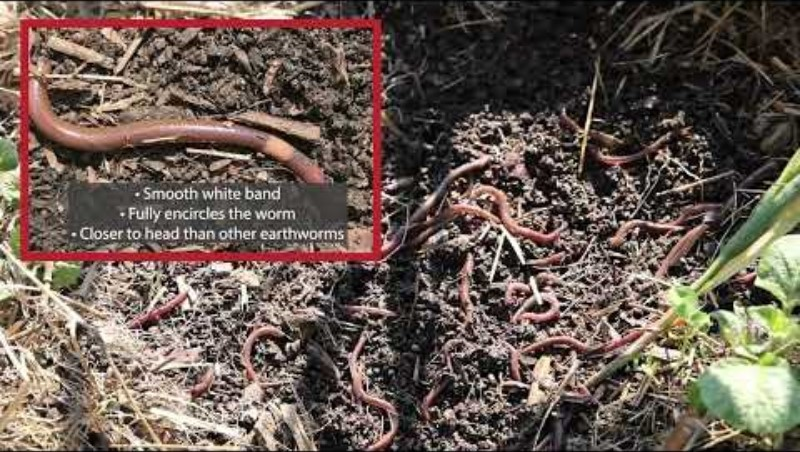 • Smooth white band
• Fully encircles the worm
• Closer to head than other earthworms